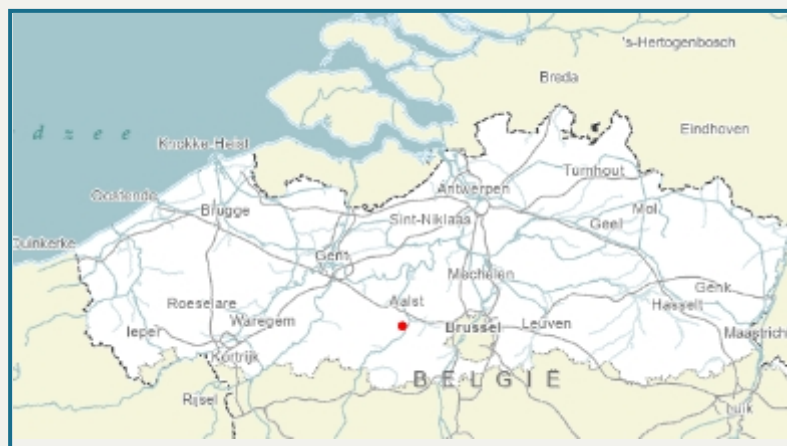 's-Hertogenbosch
Breda
Eindhoven
d z e e
Knokke-Heist
Turnhout
Antwerpen
Oostende
Mol
Brugge
Sint-Niklaas
Geel
Duinkerke
Gent
Mechelen
Genk
Roeselare
Aalst
Hasselt
Waregem
Brussel
Leuven
Ieper
Maastrich
Kortrijk
BELGIË
Rijsel
Luik